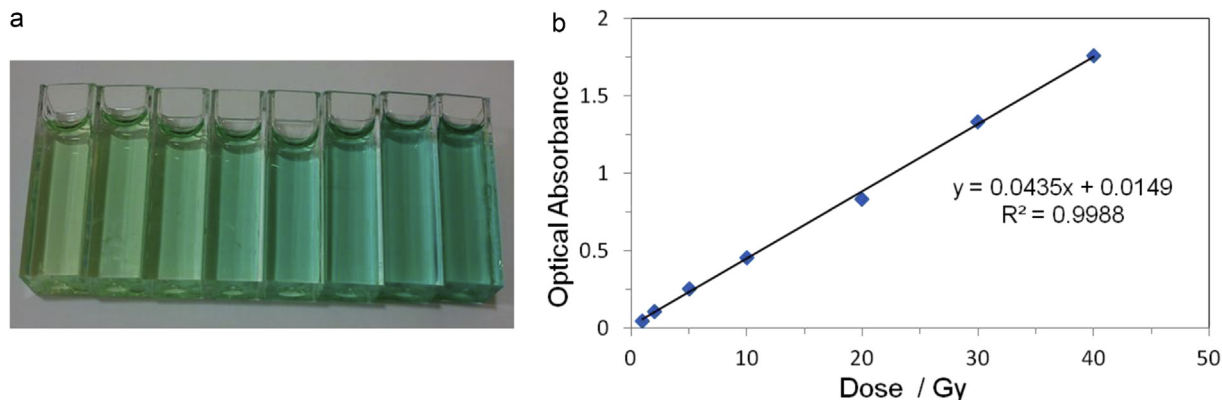 a
b
2
1.5
1
0.5
0
Optical Absorbance
y = 0.0435x + 0.0149
R² = 0.9988
0 10 20 30 40 50
Dose / Gy